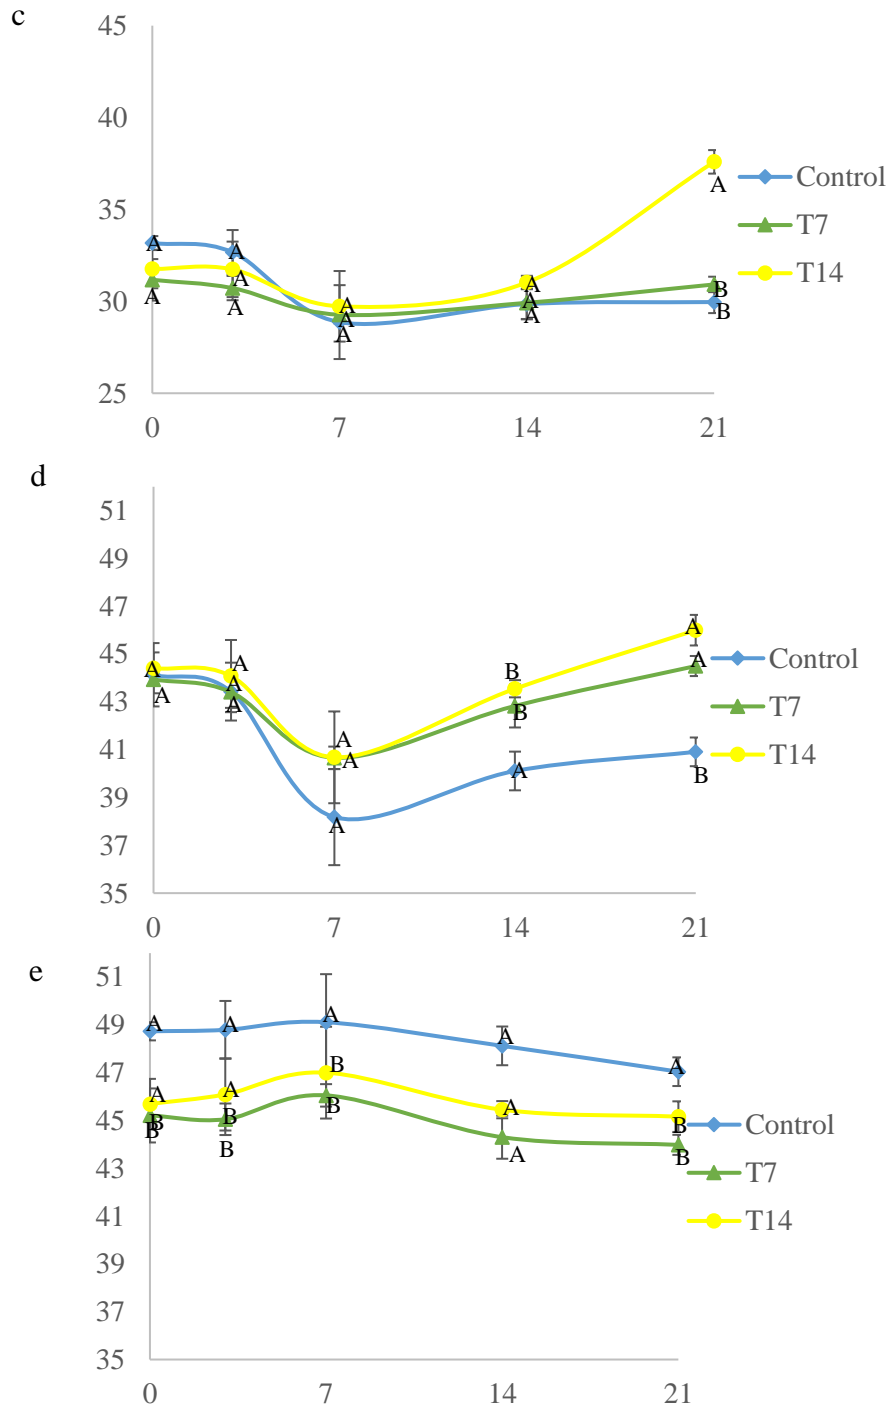 c
45
40
35
30
25
0 7 14 21
A A A A
A A A A A A
A A A A B B
Control
T7
T14
d
51
49
47
45
43
41
39
37
35
0 7 14 21
A A A B A
A A A B A
A A A B
Control
T7
T14
e
51
49
47
45
43
41
39
37
35
0 7 14 21
A A A A A
A A B A B
B B B B B A B
Control
T7
T14